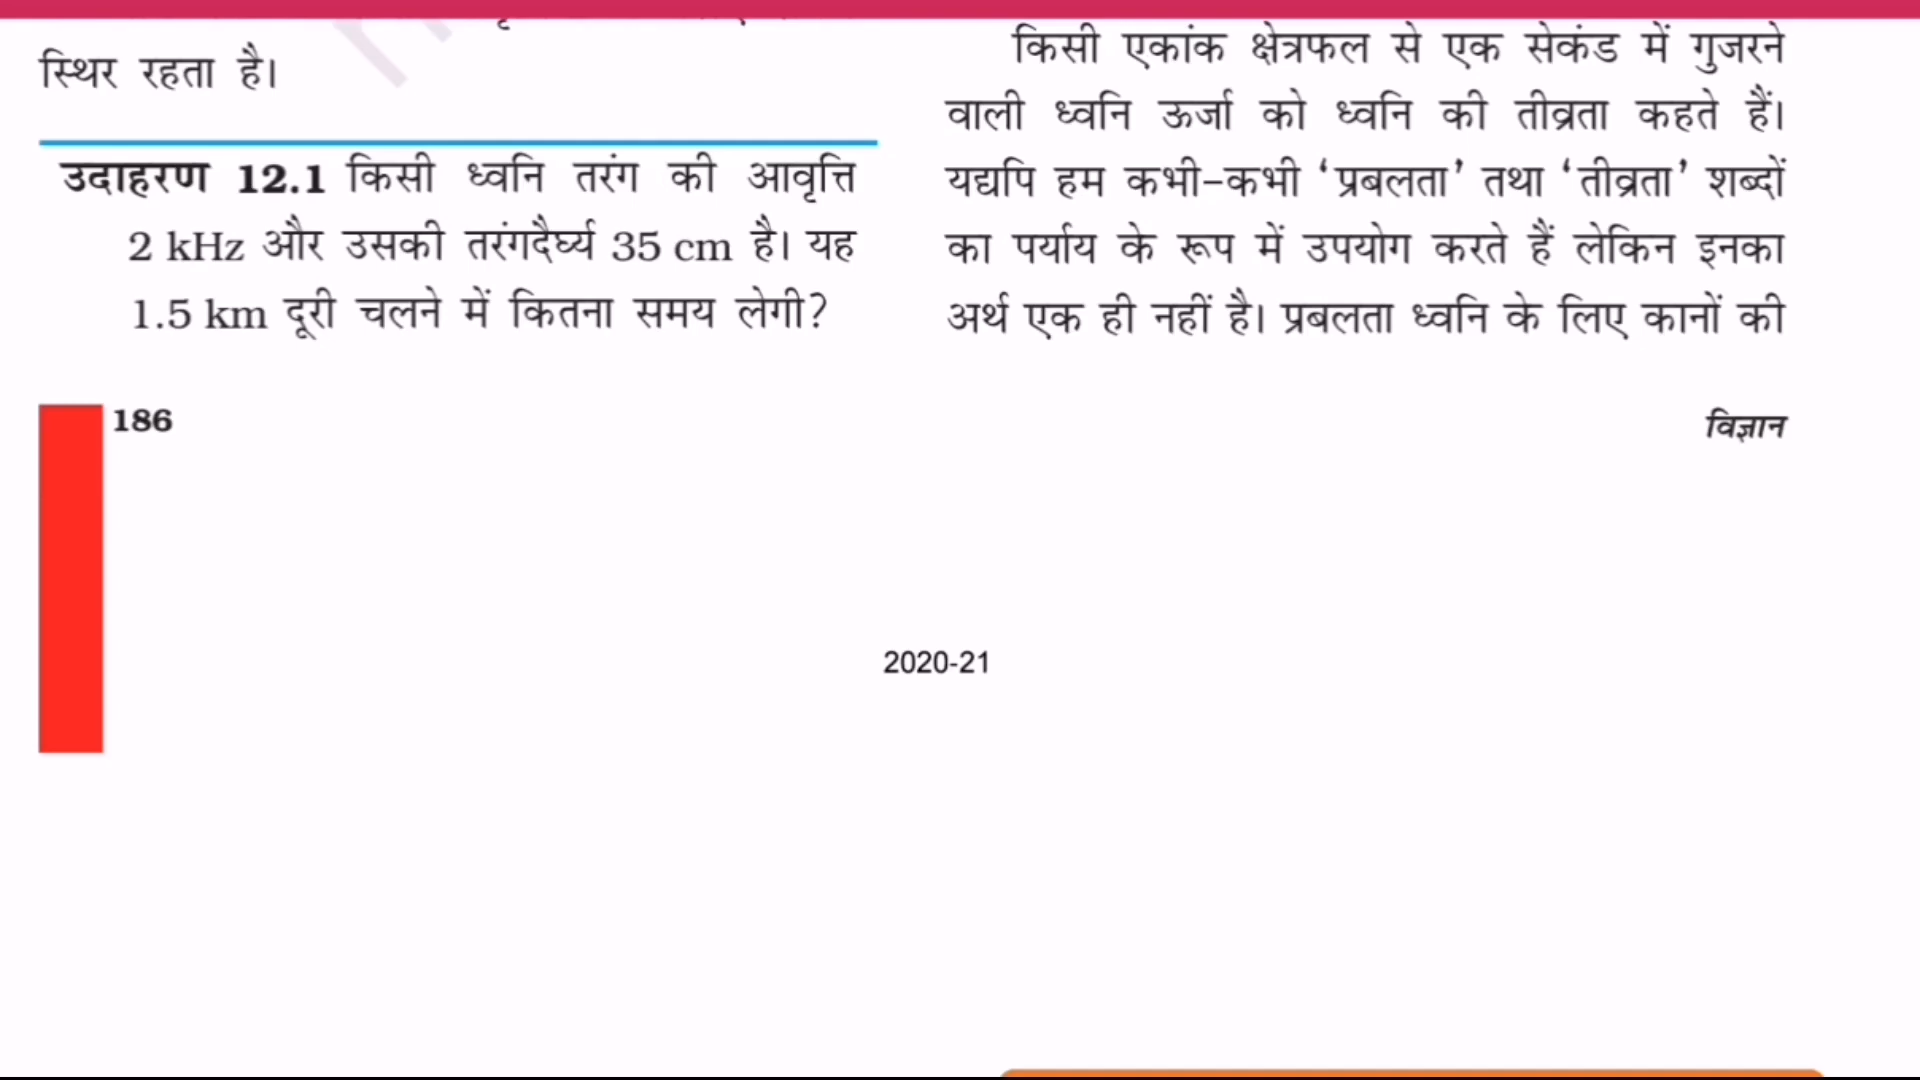 स्थिर रहता है।
उदाहरण 12.1 किसी ध्वनि तरंग की आवृत्ति
2 kHz और उसकी तरंगदैर्घ्य 35 cm है। यह
1.5 km दूरी चलने में कितना समय लेगी?
किसी एकांक क्षेत्रफल से एक सेकंड में गुजरने
वाली ध्वनि ऊर्जा को ध्वनि की तीव्रता कहते हैं।
यद्यपि हम कभी-कभी ‘प्रबलता’ तथा ‘तीव्रता’ शब्दों
का पर्याय के रूप में उपयोग करते हैं लेकिन इनका
अर्थ एक ही नहीं है। प्रबलता ध्वनि के लिए कानों की
186
विज्ञान
2020-21